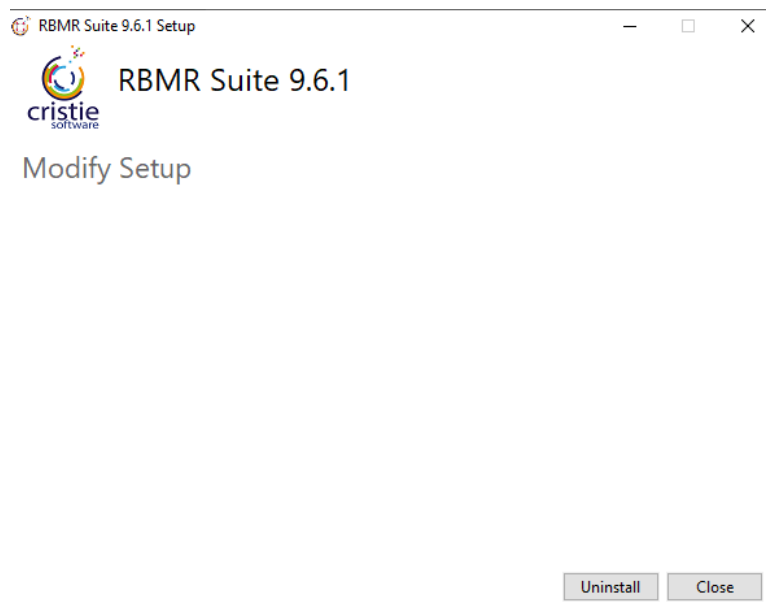 RBMR Suite 9.6.1 Setup
cristie
software
RBMR Suite 9.6.1
Modify Setup
Uninstall Close